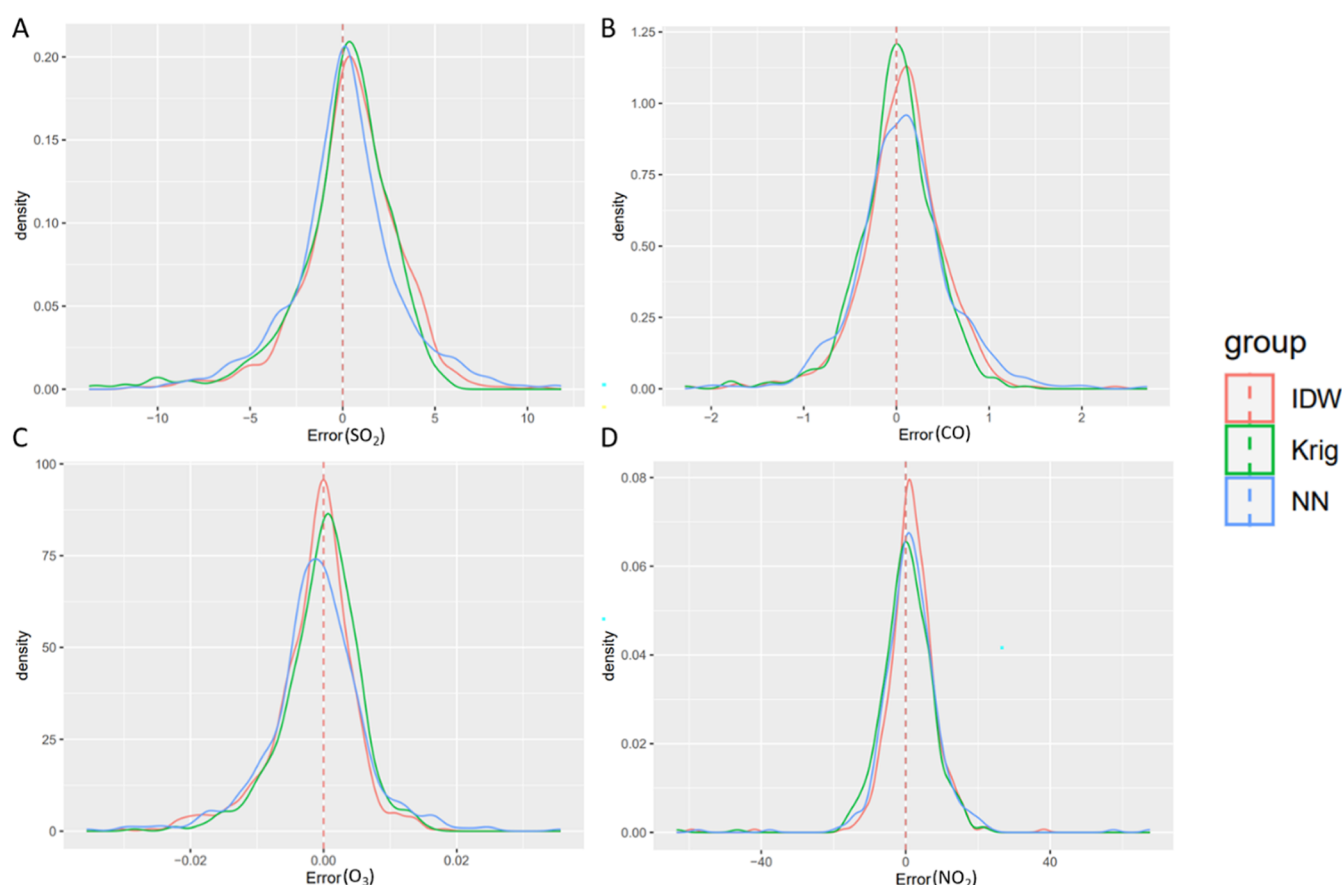 A
density
0.20
0.15
0.10
0.05
0.00
−10 −5 0 5 10
Error(SO₂)
B
density
1.25
1.00
0.75
0.50
0.25
0.00
−2 −1 0 1 2
Error(CO)
C
density
100
75
50
25
0
−0.02 0.00 0.02
Error(O₃)
D
density
0.08
0.06
0.04
0.02
0.00
−40 0 40
Error(NO₂)
group
IDW
Krig
NN